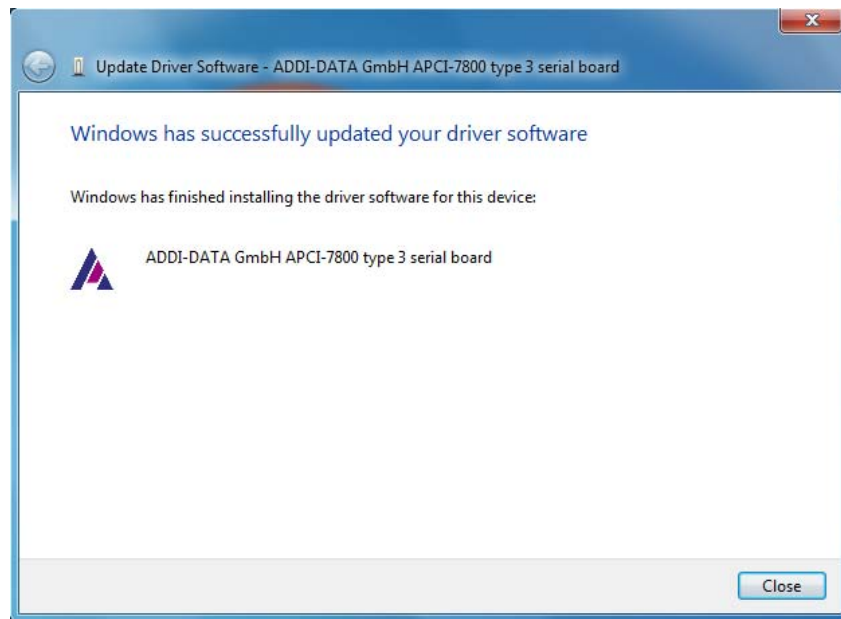 Update Driver Software - ADDI-DATA GmbH APCI-7800 type 3 serial board
Windows has successfully updated your driver software
Windows has finished installing the driver software for this device:
ADDI-DATA GmbH APCI-7800 type 3 serial board
Close